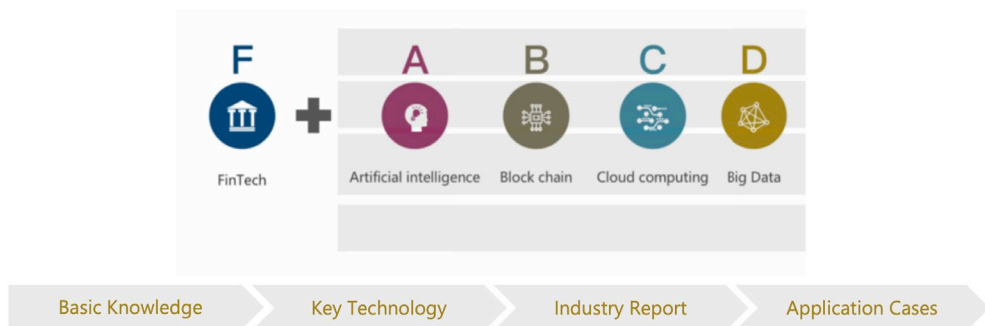 F A B C D
FinTech Artificial intelligence Block chain Cloud computing Big Data
Basic Knowledge Key Technology Industry Report Application Cases